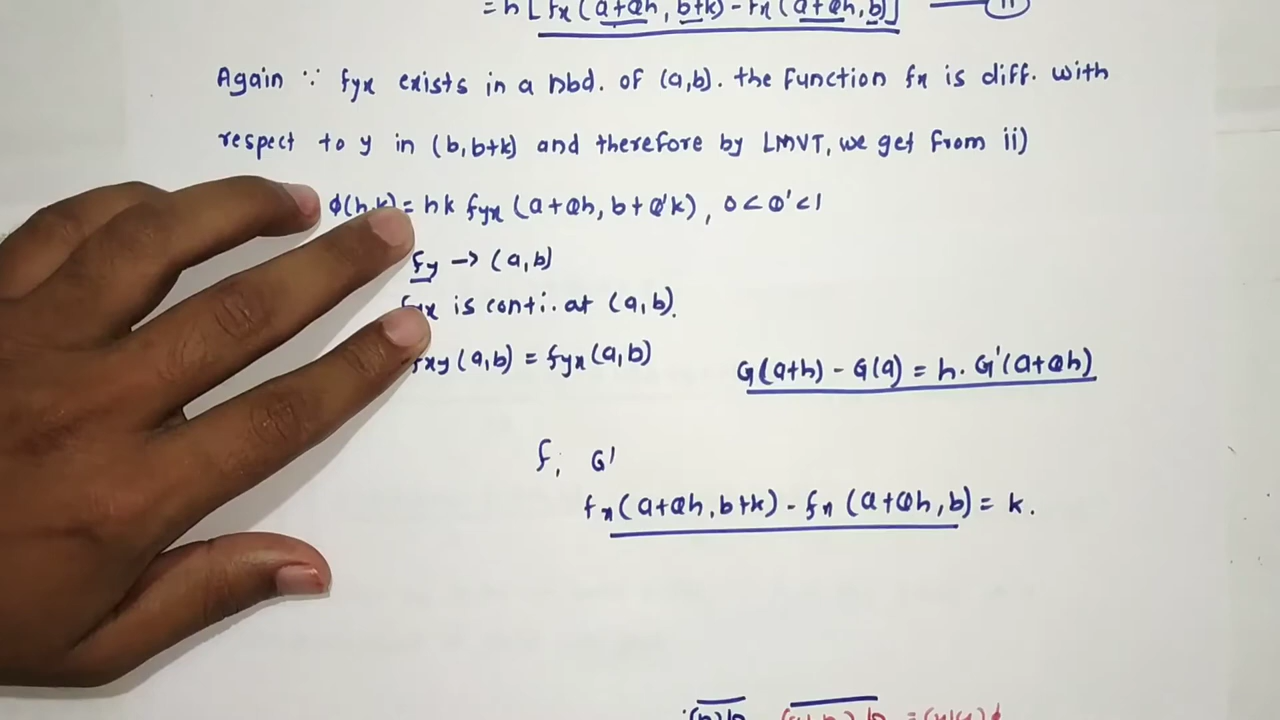 = h [ fx (a+θh, b+k) - fx (a+θh, b)] — ii
Again ∵ fyx exists in a nbd. of (a,b). the function fx is diff. with
respect to y in (b, b+k) and therefore by LMVT, we get from ii)
ϕ(h,k) = hk fyx (a+θh, b+θ'k), 0<θ'<1
fy → (a,b)
fyx is conti. at (a,b).
fxy (a,b) = fyx (a,b)
G(a+h) - G(a) = h. G'(a+θh)
f, G'
fx (a+θh, b+k) - fx (a+θh, b) = k.